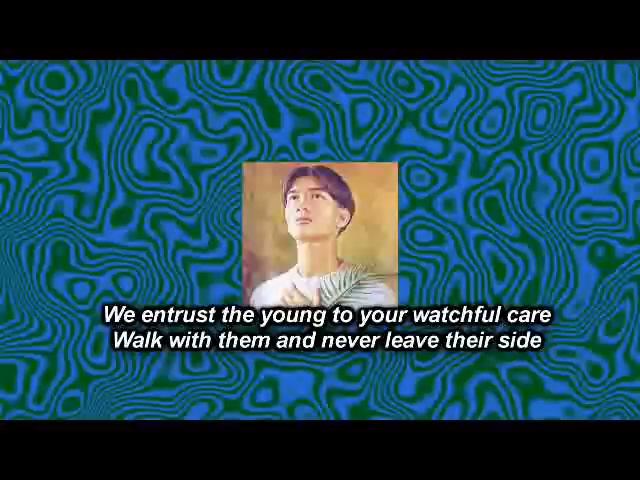 We entrust the young to your watchful care
Walk with them and never leave their side